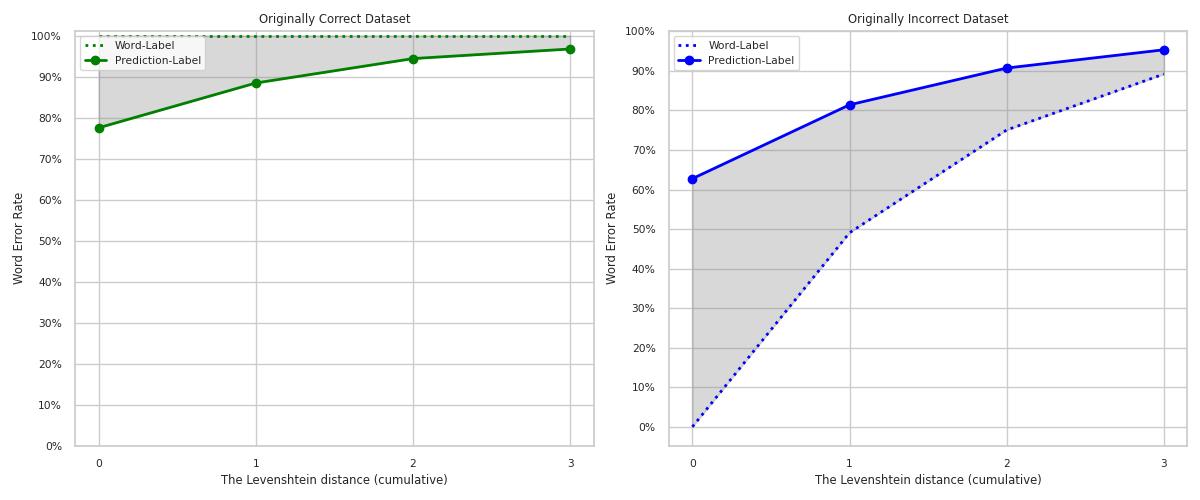 Originally Correct Dataset
Word-Label
Prediction-Label
100%
90%
80%
70%
60%
50%
40%
30%
20%
10%
0%
Word Error Rate
0 1 2 3
The Levenshtein distance (cumulative)
Originally Incorrect Dataset
Word-Label
Prediction-Label
100%
90%
80%
70%
60%
50%
40%
30%
20%
10%
0%
Word Error Rate
0 1 2 3
The Levenshtein distance (cumulative)